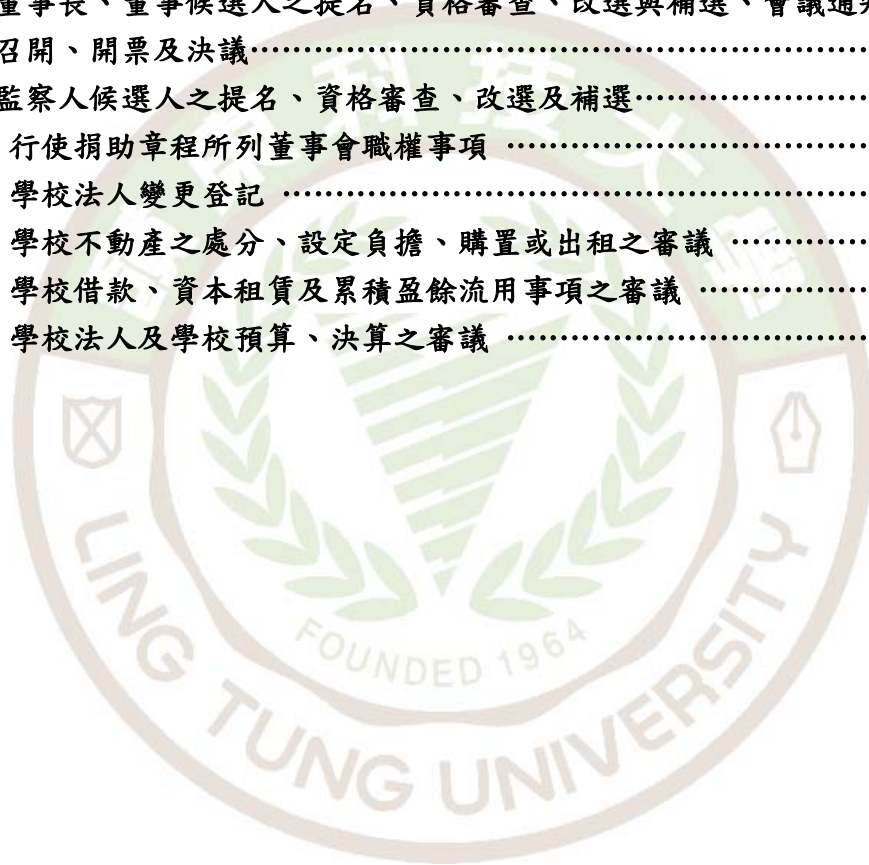 董事長、董事候選人之提名、資格審查、改選與補選、會議通知
召開、開票及決議………………………………………………
監察人候選人之提名、資格審查、改選及補選…………………
行使捐助章程所列董事會職權事項 ………………………………
學校法人變更登記 …………………………………………………
學校不動產之處分、設定負擔、購置或出租之審議 ……………
學校借款、資本租賃及累積盈餘流用事項之審議 ………………
學校法人及學校預算、決算之審議 ………………………………
科技大學
FOUNDED 1964
LING TUNG UNIVERSITY